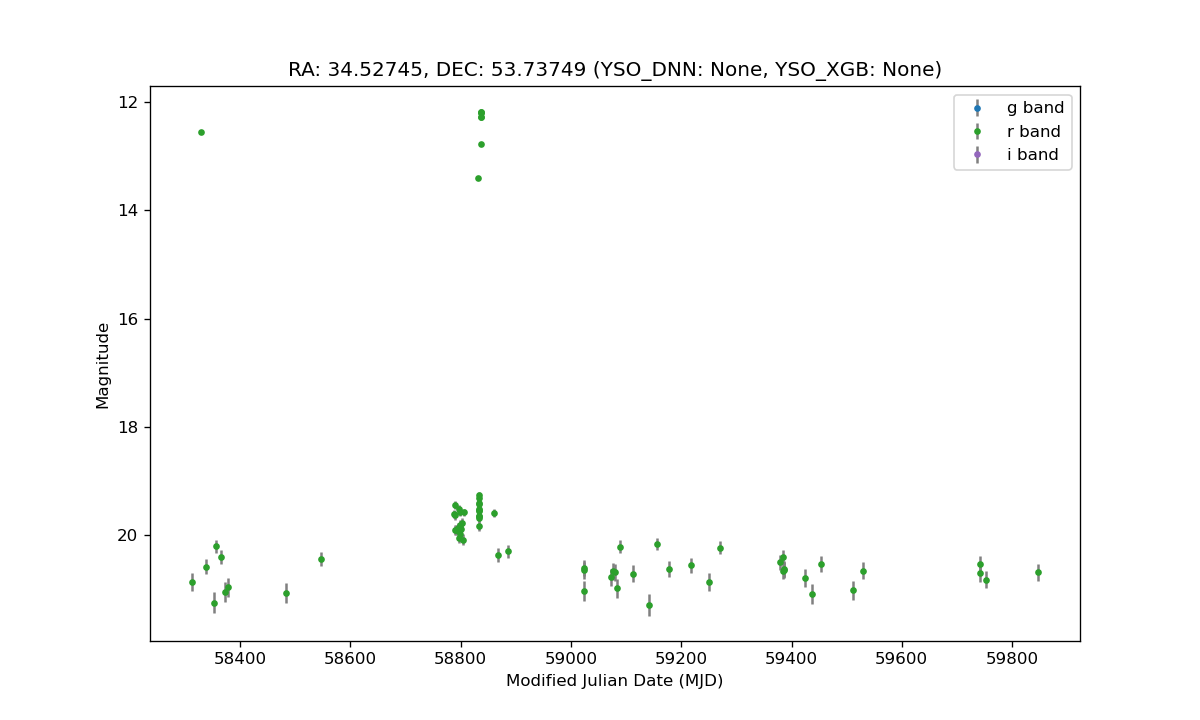 RA: 34.52745, DEC: 53.73749 (YSO_DNN: None, YSO_XGB: None)
g band
r band
i band
12
14
16
18
20
Magnitude
58400 58600 58800 59000 59200 59400 59600 59800
Modified Julian Date (MJD)